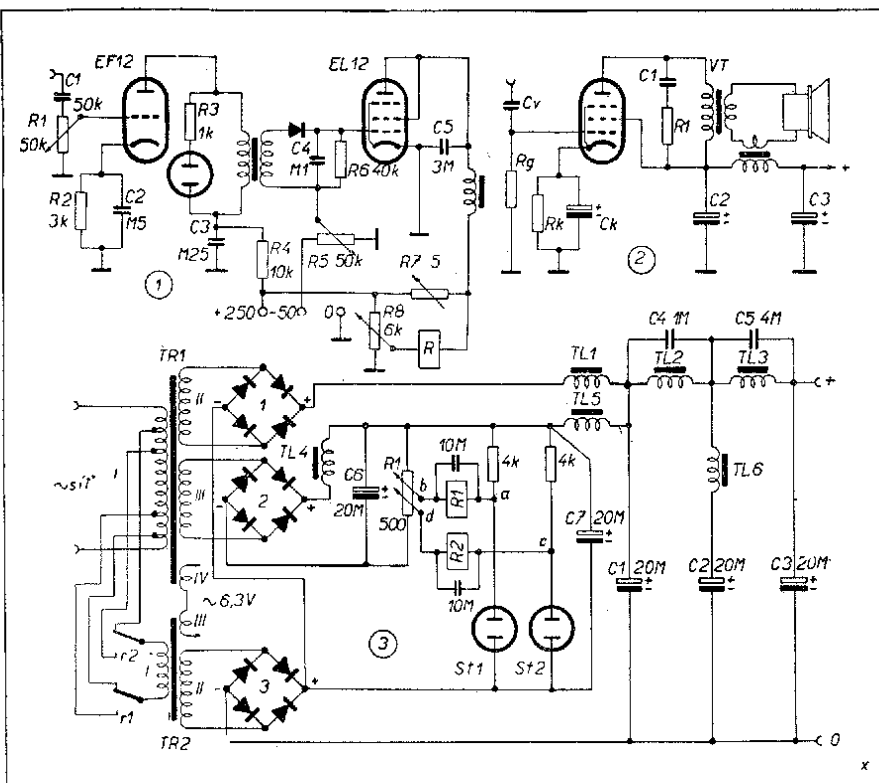 EF12
EL12
C1
50k
R1
50k
R2
3k
C2
M5
R3
1k
C3
M25
C4
M1
R6 40k
C5
3M
R4
10k
R5 50k
R7 5
R8
6k
R
+250
-50
0
1
Cv
Rg
Rk
Ck
C1
R1
VT
C2
C3
+
2
TR1
~síť
I
II
III
IV
~6,3V
III
I
II
r2
r1
TR2
1
2
3
- +
- +
- +
TL4
C6
20M
R1
500
b
d
10M
R1
a
R2
10M
4k
4k
c
C7 20M
St1
St2
3
TL1
TL5
C4 1M
TL2
C5 4M
TL3
TL6
C1 20M
C2 20M
C3 20M
+
0
x